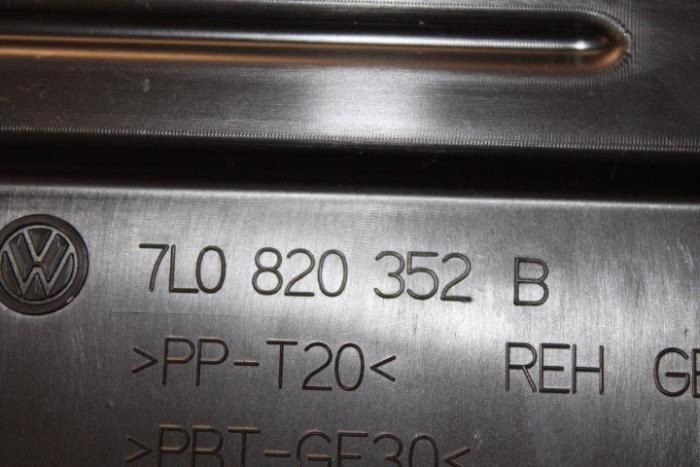 7L0 820 352 B
>PP-T20< REH
>PBT-GF30<